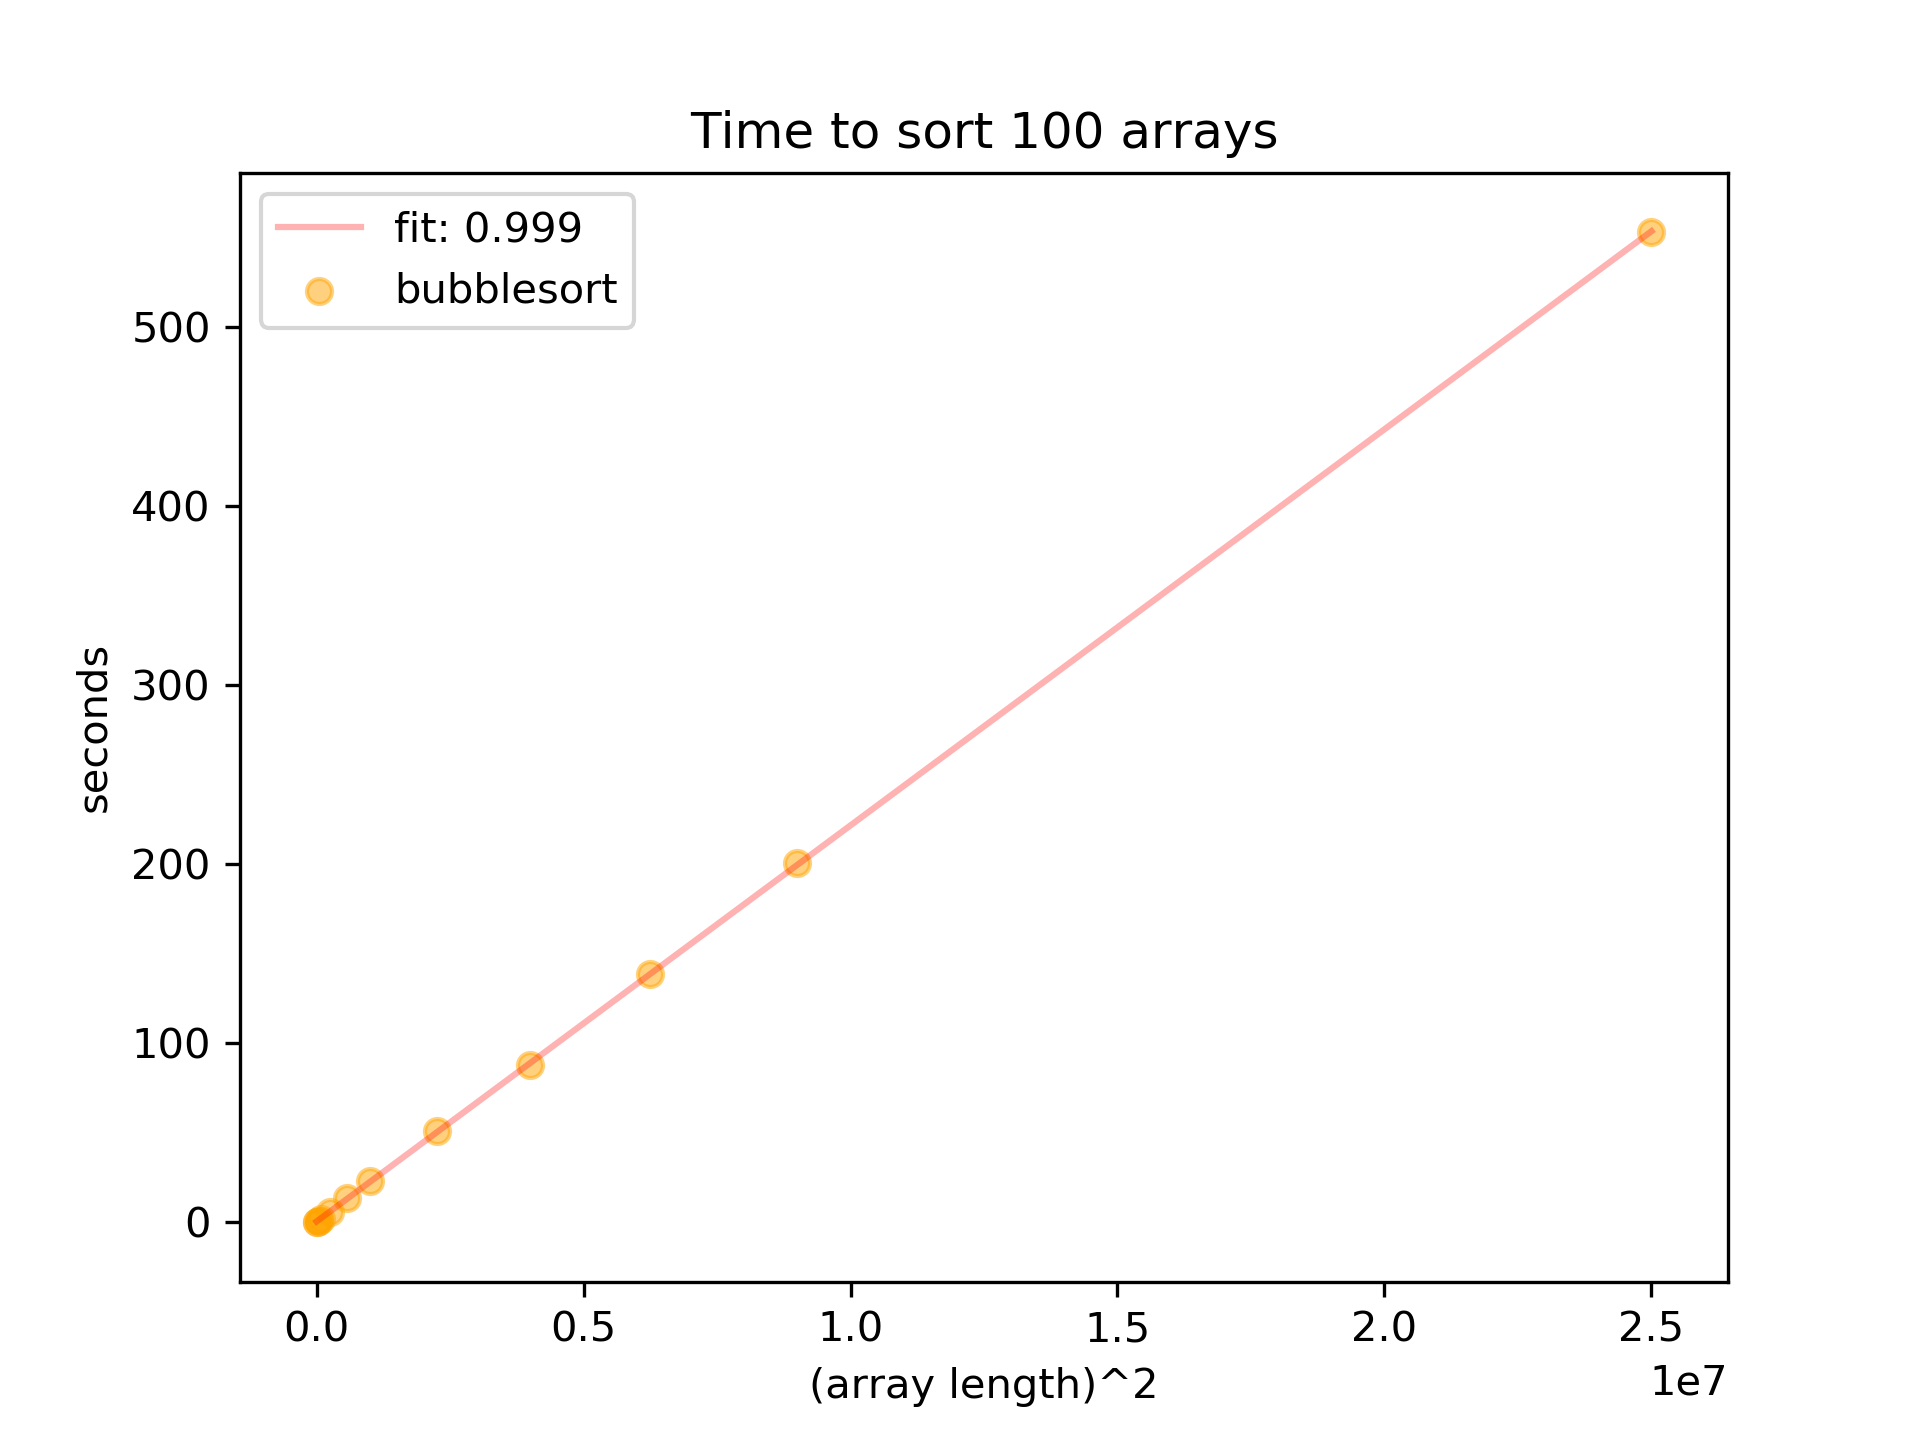 Time to sort 100 arrays
fit: 0.999
bubblesort
500
400
300
200
100
0
seconds
0.0 0.5 1.0 1.5 2.0 2.5
1e7
(array length)^2